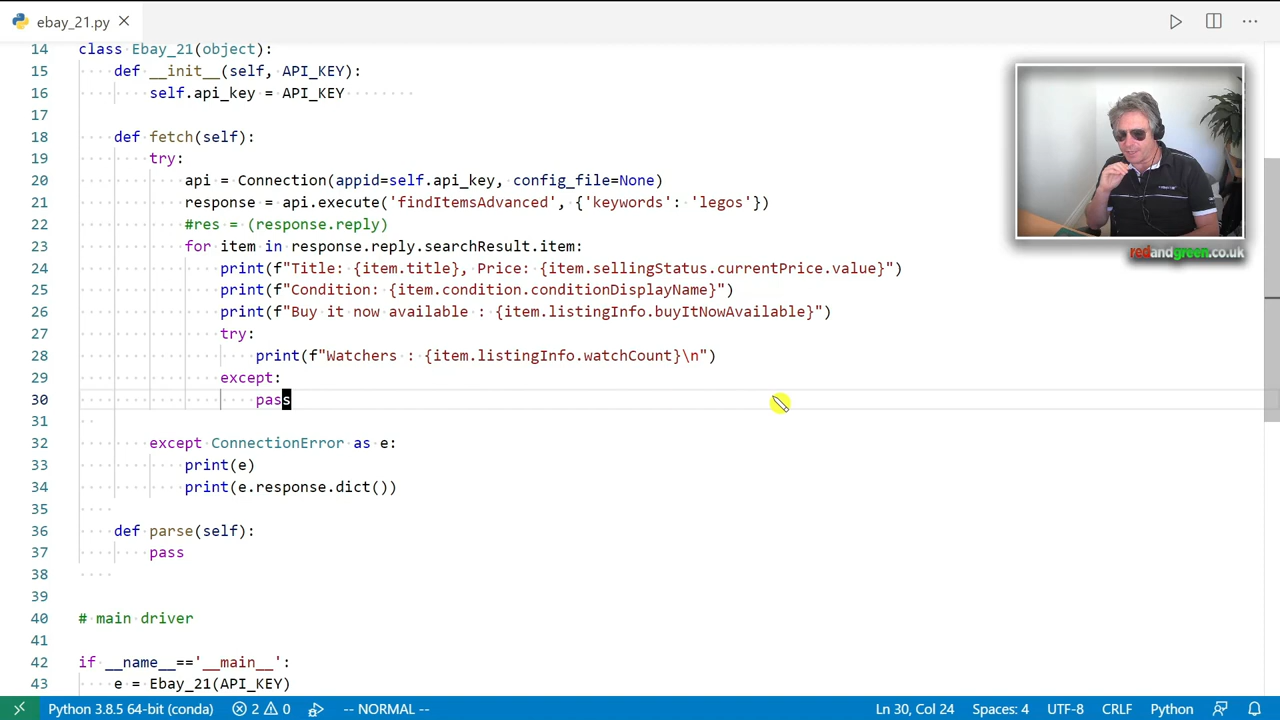 ebay_21.py
14 class Ebay_21(object):
15 def __init__(self, API_KEY):
16 self.api_key = API_KEY
17
18 def fetch(self):
19 try:
20 api = Connection(appid=self.api_key, config_file=None)
21 response = api.execute('findItemsAdvanced', {'keywords': 'legos'})
22 #res = (response.reply)
23 for item in response.reply.searchResult.item:
24 print(f"Title: {item.title}, Price: {item.sellingStatus.currentPrice.value}")
25 print(f"Condition: {item.condition.conditionDisplayName}")
26 print(f"Buy it now available : {item.listingInfo.buyItNowAvailable}")
27 try:
28 print(f"Watchers : {item.listingInfo.watchCount}\n")
29 except:
30 pass
31
32 except ConnectionError as e:
33 print(e)
34 print(e.response.dict())
35
36 def parse(self):
37 pass
38
39
40 # main driver
41
42 if __name__=='__main__':
43 e = Ebay_21(API_KEY)
redandgreen.co.uk
Python 3.8.5 64-bit (conda) 2 0 -- NORMAL -- Ln 30, Col 24 Spaces: 4 UTF-8 CRLF Python